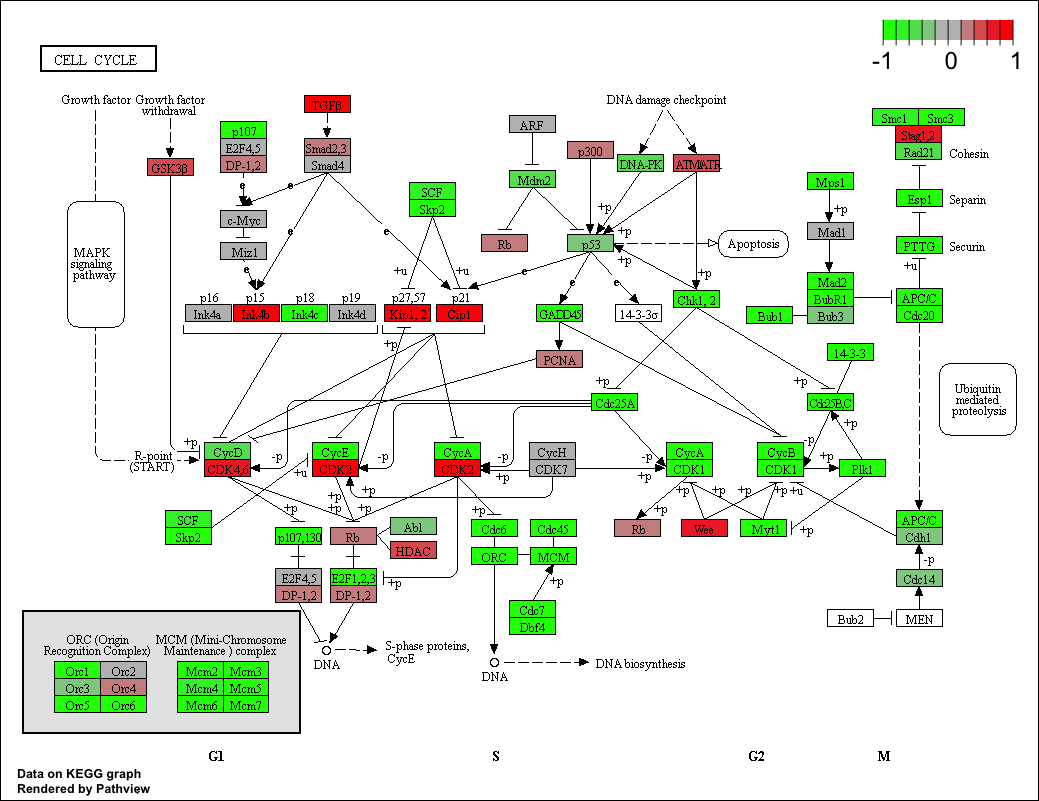 CELL CYCLE
-1 0 1
Growth factor
Growth factor
withdrawal
TGFβ
DNA damage checkpoint
GSK3β
p107
E2F4,5
DP-1,2
Smad2,3
Smad4
ARF
p300
DNA-PK
ATM/ATR
Smc1
Smc3
Stag1,2
Rad21
Cohesin
e
e
e
e
c-Myc
Miz1
SCF
Skp2
Mdm2
Rb
p53
+p
+p
+p
+p
Apoptosis
Mps1
+p
Mad1
Esp1
Separin
PTTG
Securin
+u
MAPK
signaling
pathway
+u
+u
e
e
e
p16
p15
p18
p19
p27,57
p21
Ink4a
Ink4b
Ink4c
Ink4d
Kip1, 2
Cip1
GADD45
14-3-3σ
Chk1, 2
Mad2
BubR1
Bub3
Bub1
APC/C
Cdc20
+p
PCNA
14-3-3
Ubiquitin
mediated
proteolysis
+p
+p
Cdc25A
Cdc25B,C
+p
-p
R-point
(START)
+p
CycD
CDK4,6
-p
+u
CycE
CDK2
-p
CycA
CDK2
-p
+p
CycH
CDK7
+p
CycA
CDK1
CycB
CDK1
+p
Plk1
+p
+p
+p
+p
+p
+p
+p
+p
+p
+u
SCF
Skp2
p107,130
Rb
Abl
HDAC
Cdc6
Cdc45
ORC
MCM
Rb
Wee
Myt1
+p
APC/C
Cdh1
-p
Cdc14
E2F4,5
DP-1,2
E2F1,2,3
DP-1,2
+p
+p
Cdc7
Dbf4
Bub2
MEN
DNA
S-phase proteins,
CycE
DNA
DNA biosynthesis
ORC (Origin
Recognition Complex)
MCM (Mini-Chromosome
Maintenance ) complex
Orc1
Orc2
Mcm2
Mcm3
Orc3
Orc4
Mcm4
Mcm5
Orc5
Orc6
Mcm6
Mcm7
G1
S
G2
M
Data on KEGG graph
Rendered by Pathview